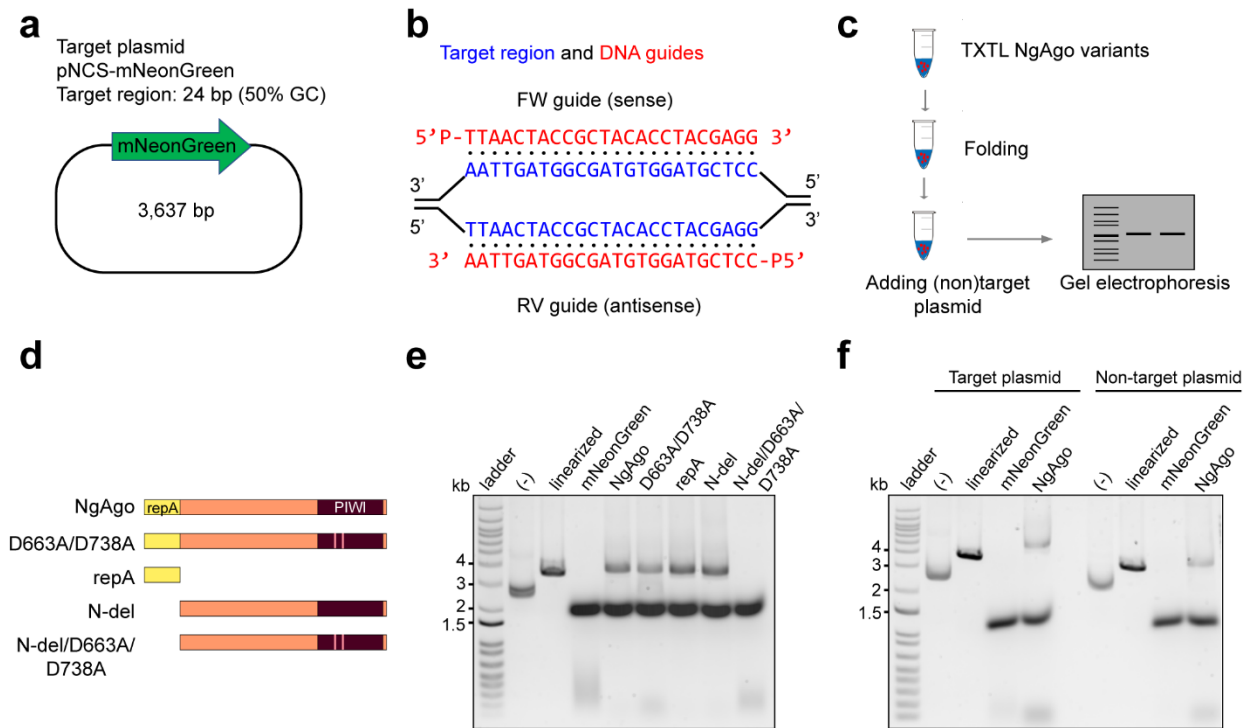 a
Target plasmid
pNCS-mNeonGreen
Target region: 24 bp (50% GC)
mNeonGreen
3,637 bp
b
Target region and DNA guides
FW guide (sense)
5’P-TTAACTACCGCTACACCTACGAGG 3’
AATTGATGGCGATGTGGATGCTCC
3’ 5’
5’ 3’
TTAACTACCGCTACACCTACGAGG
3’ AATTGATGGCGATGTGGATGCTCC-P5’
RV guide (antisense)
c
TXTL NgAgo variants
Folding
Adding (non)target
plasmid
Gel electrophoresis
d
NgAgo
repA
PIWI
D663A/D738A
repA
N-del
N-del/D663A/
D738A
e
kb
ladder
(-)
linearized
mNeonGreen
NgAgo
D663A/D738A
repA
N-del
N-del/D663A/
D738A
4
3
2
1.5
f
Target plasmid
Non-target plasmid
kb
ladder
(-)
linearized
mNeonGreen
NgAgo
(-)
linearized
mNeonGreen
NgAgo
4
3
2
1.5